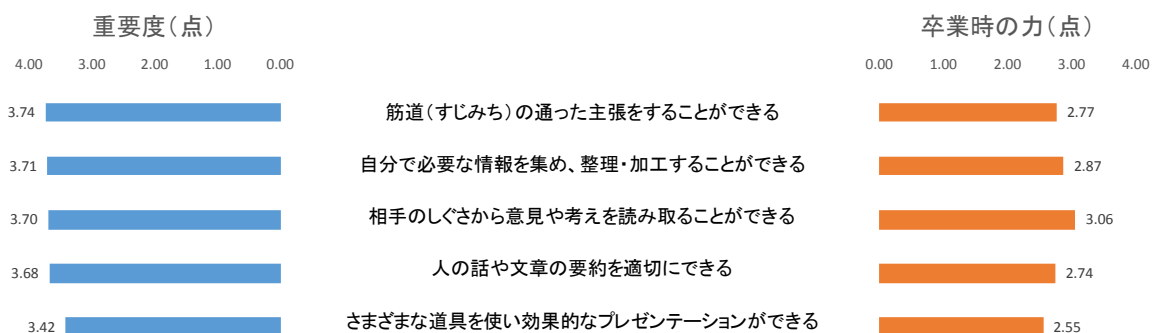 重要度(点)
卒業時の力(点)
4.00 3.00 2.00 1.00 0.00
0.00 1.00 2.00 3.00 4.00
3.74 筋道(すじみち)の通った主張をすることができる 2.77
3.71 自分で必要な情報を集め、整理・加工することができる 2.87
3.70 相手のしぐさから意見や考えを読み取ることができる 3.06
3.68 人の話や文章の要約を適切にできる 2.74
3.42 さまざまな道具を使い効果的なプレゼンテーションができる 2.55